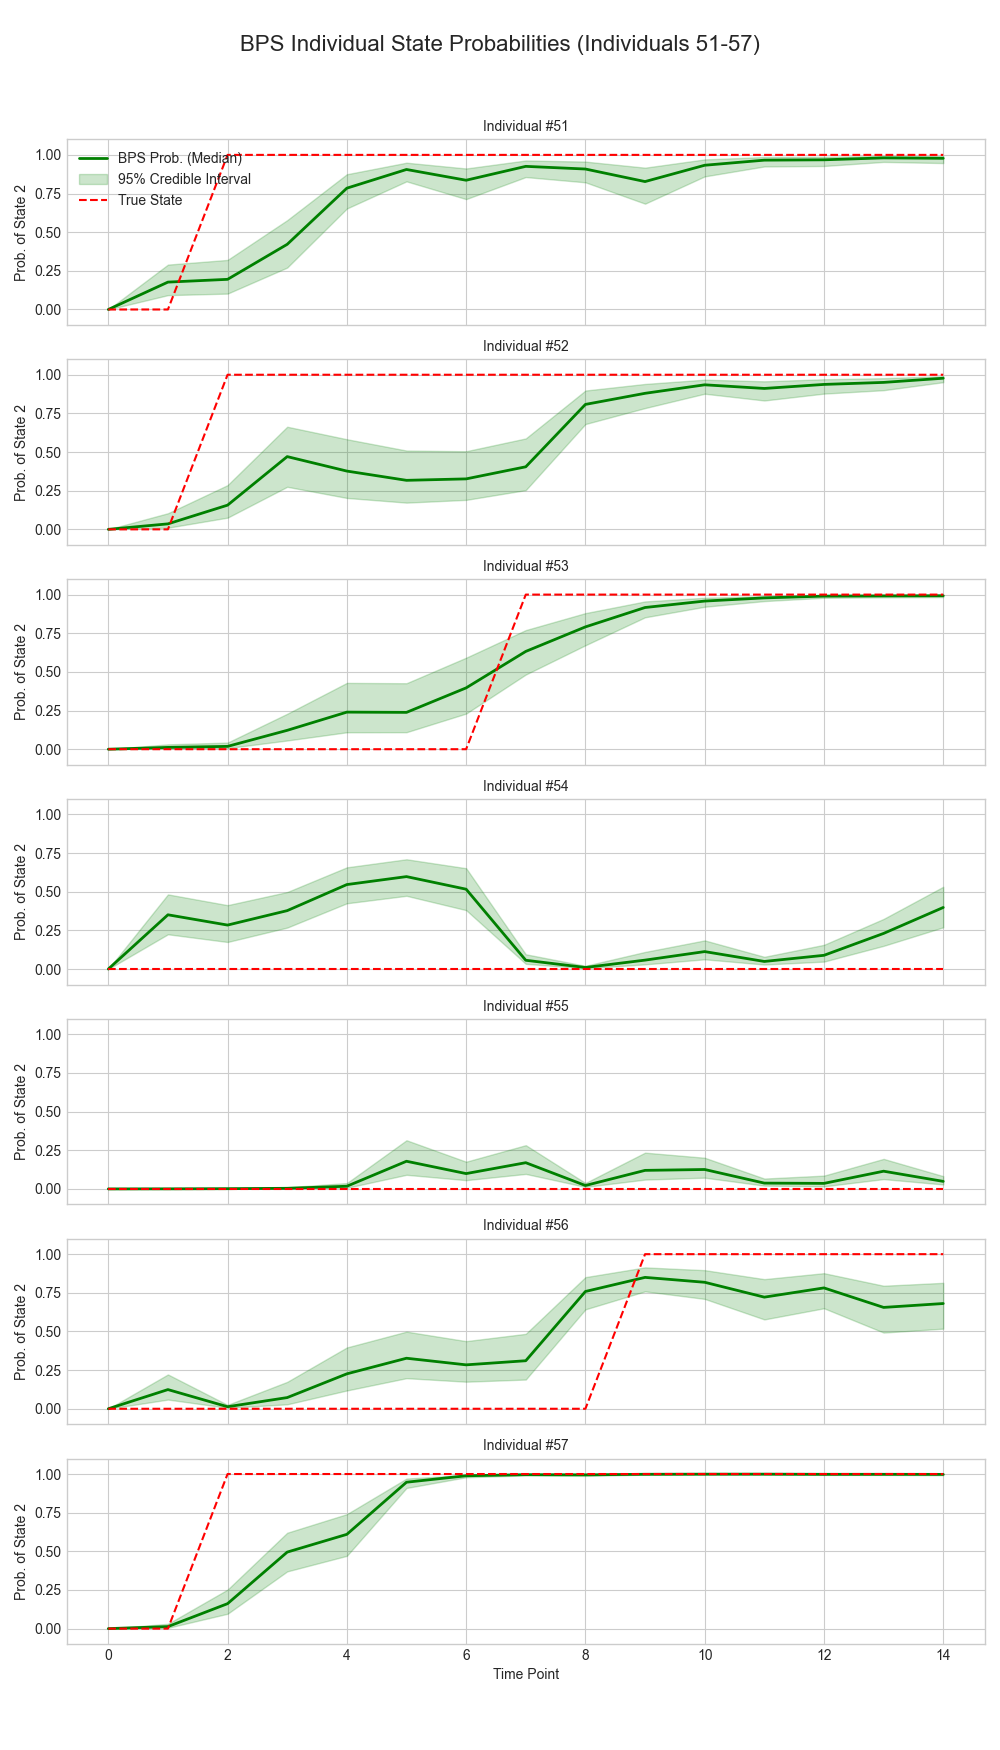 BPS Individual State Probabilities (Individuals 51-57)
Individual #51
1.00
0.75
0.50
0.25
0.00
Prob. of State 2
BPS Prob. (Median)
95% Credible Interval
True State
Individual #52
1.00
0.75
0.50
0.25
0.00
Prob. of State 2
Individual #53
1.00
0.75
0.50
0.25
0.00
Prob. of State 2
Individual #54
1.00
0.75
0.50
0.25
0.00
Prob. of State 2
Individual #55
1.00
0.75
0.50
0.25
0.00
Prob. of State 2
Individual #56
1.00
0.75
0.50
0.25
0.00
Prob. of State 2
Individual #57
1.00
0.75
0.50
0.25
0.00
Prob. of State 2
0 2 4 6 8 10 12 14
Time Point